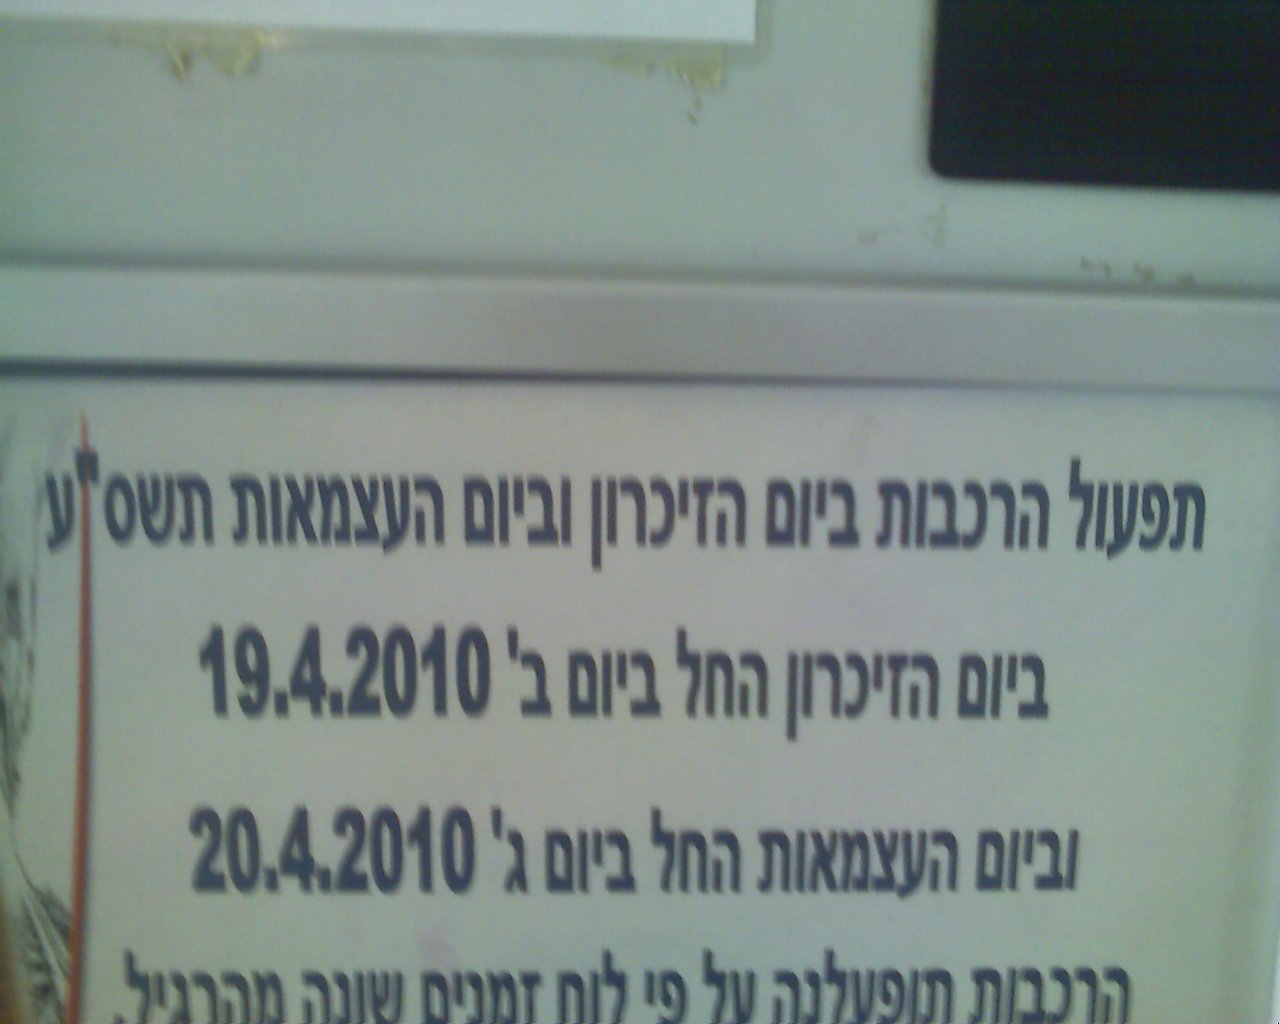 תפעול הרכבות ביום הזיכרון וביום העצמאות תשס"ע
ביום הזיכרון החל ביום ב' 19.4.2010
וביום העצמאות החל ביום ג' 20.4.2010
הרכבות תופעלנה על פי לוח זמנים שונה מהרגיל.